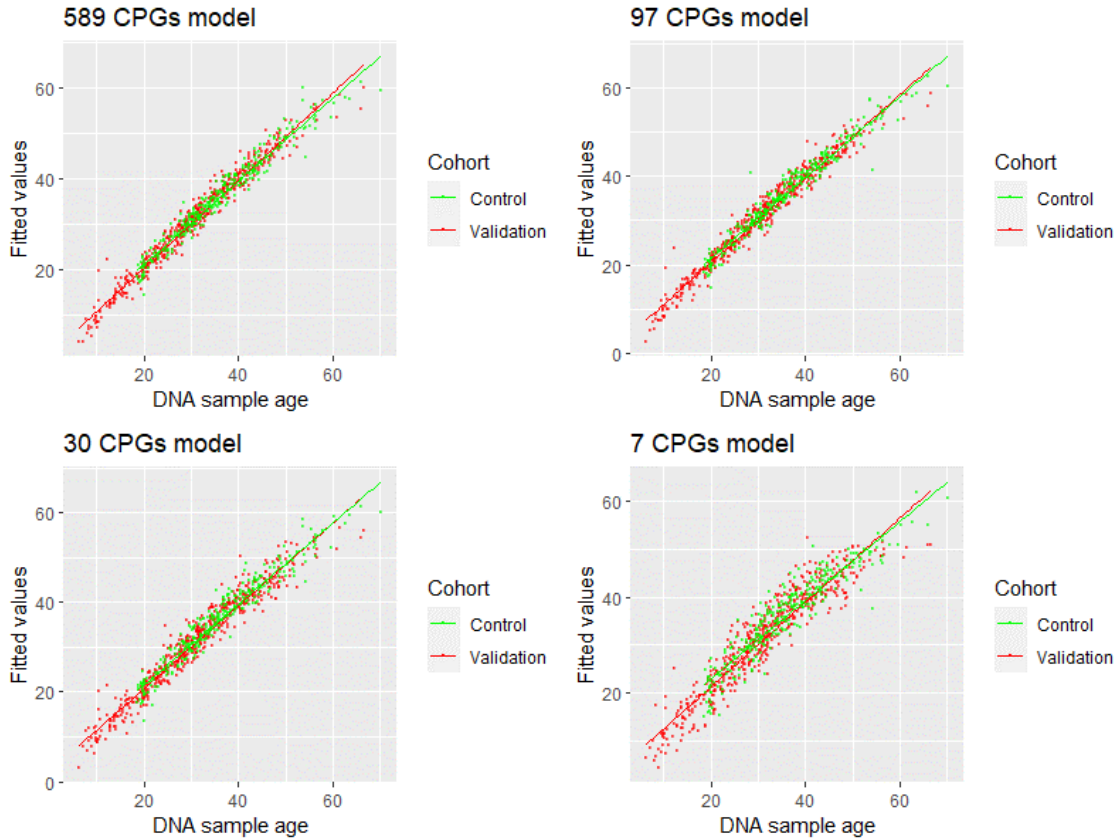 589 CPGs model
60
40
20
Fitted values
20
40
60
DNA sample age
Cohort
Control
Validation
97 CPGs model
60
40
20
0
Fitted values
20
40
60
DNA sample age
Cohort
Control
Validation
30 CPGs model
60
40
20
0
Fitted values
20
40
60
DNA sample age
Cohort
Control
Validation
7 CPGs model
60
40
20
Fitted values
20
40
60
DNA sample age
Cohort
Control
Validation